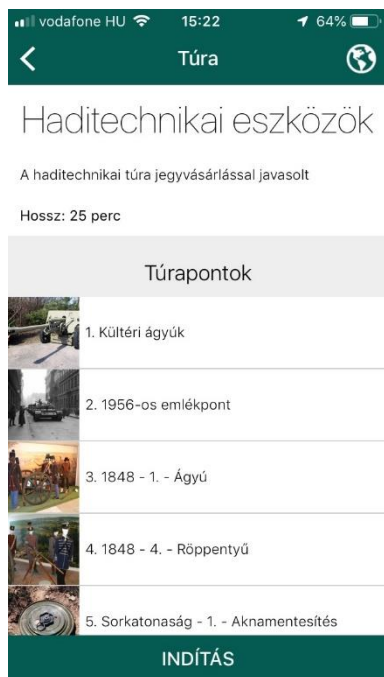 vodafone HU 15:22 64%
Túra
Haditechnikai eszközök
A haditechnikai túra jegyvásárlással javasolt
Hossz: 25 perc
Túrapontok
1. Kültéri ágyúk
2. 1956-os emlékpont
3. 1848 - 1. - Ágyú
4. 1848 - 4. - Röppentyű
5. Sorkatonaság - 1. - Aknamentesítés
INDÍTÁS